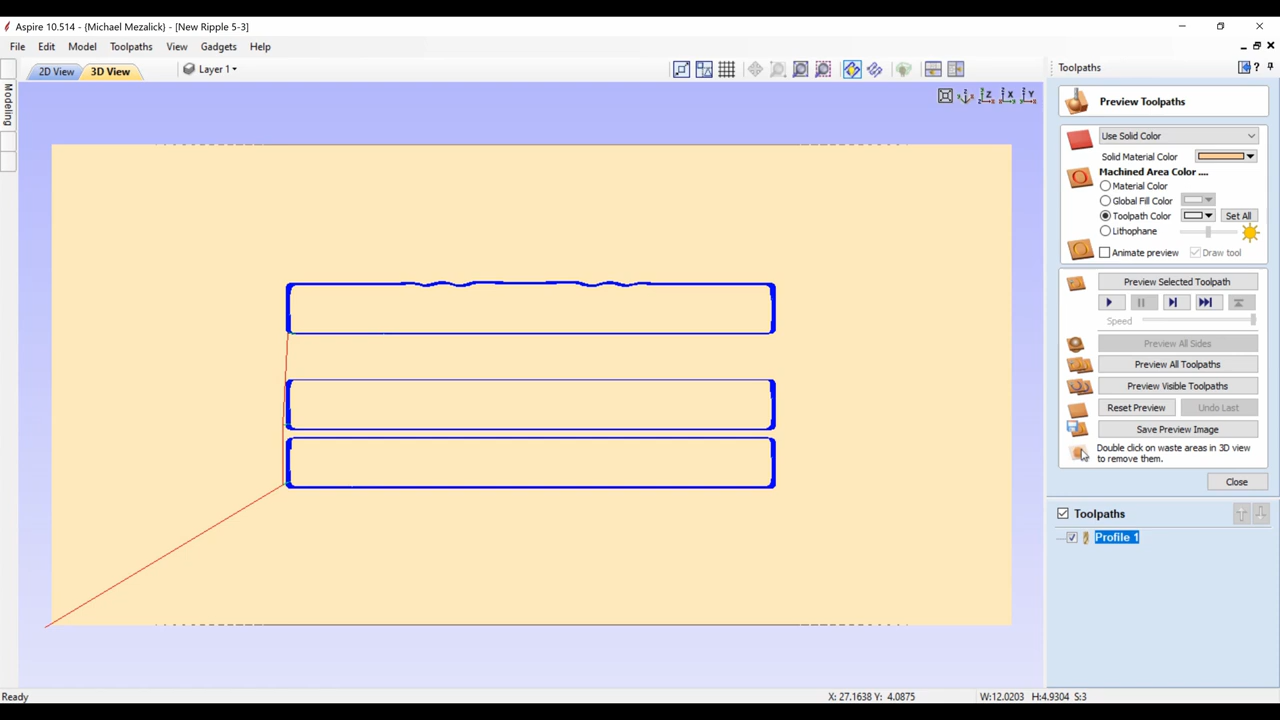 Aspire 10.514 - {Michael Mezalick} - [New Ripple 5-3]
File Edit Model Toolpaths View Gadgets Help
2D View 3D View Layer 1
Modeling
Z X Y
Toolpaths
Preview Toolpaths
Use Solid Color
Solid Material Color
Machined Area Color ....
Material Color
Global Fill Color
Toolpath Color Set All
Lithophane
Animate preview Draw tool
Preview Selected Toolpath
Speed
Preview All Sides
Preview All Toolpaths
Preview Visible Toolpaths
Reset Preview Undo Last
Save Preview Image
Double click on waste areas in 3D view
to remove them.
Close
Toolpaths
Profile 1
Ready X: 27.1638 Y: 4.0875 W:12.0203 H:4.9304 S:3